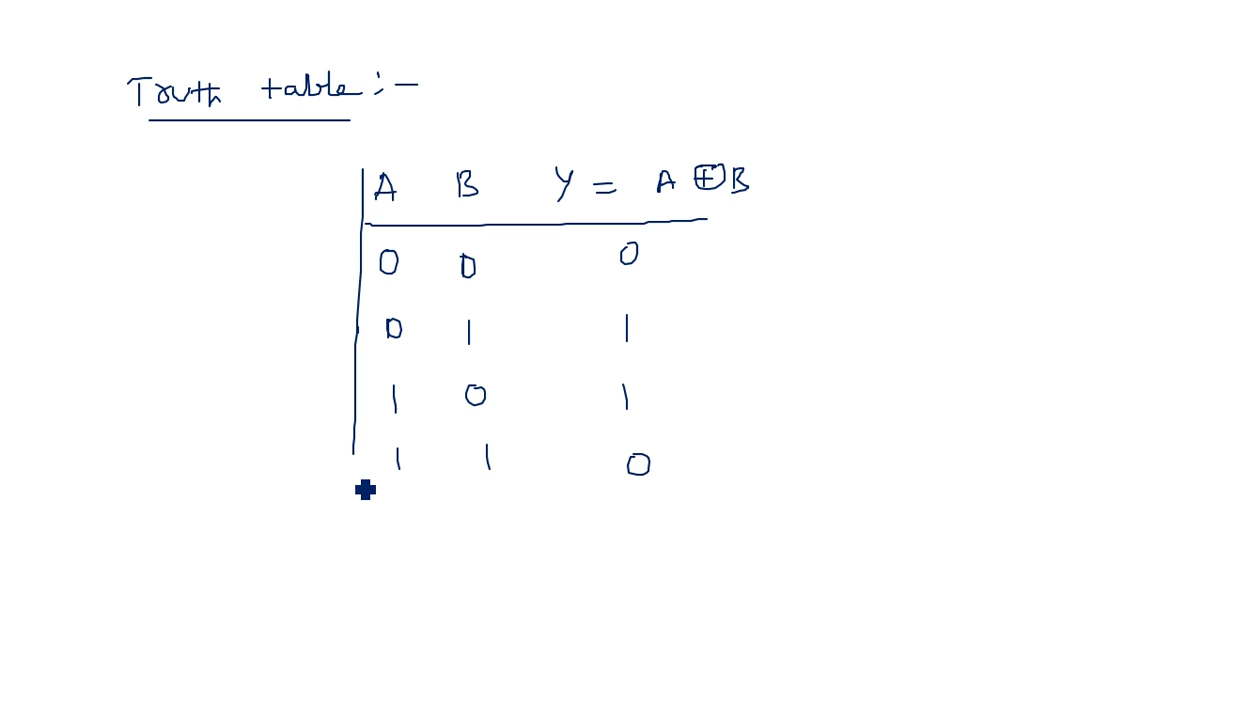 Truth table :-
A B Y = A ⊕ B
0 0 0
0 1 1
1 0 1
1 1 0